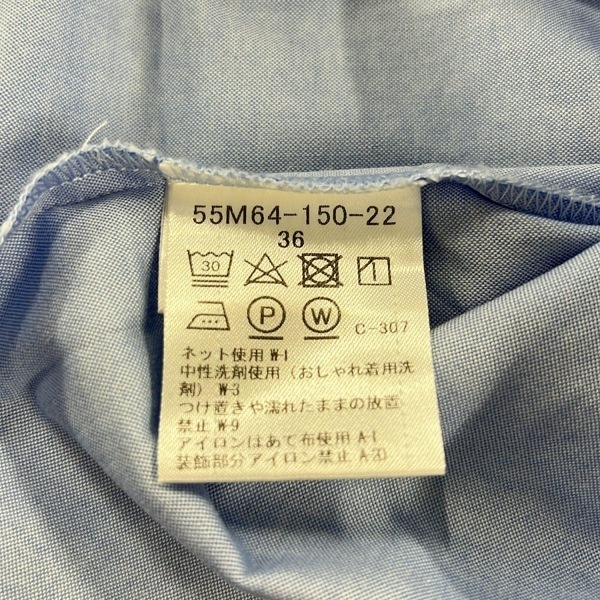 55M64-150-22
36
30
P W C-307
ネット使用 W-1
中性洗剤使用（おしゃれ着用洗
剤） W-3
つけ置きや濡れたままの放置
禁止 W-9
アイロンはあて布使用 A-1
装飾部分アイロン禁止 A-20